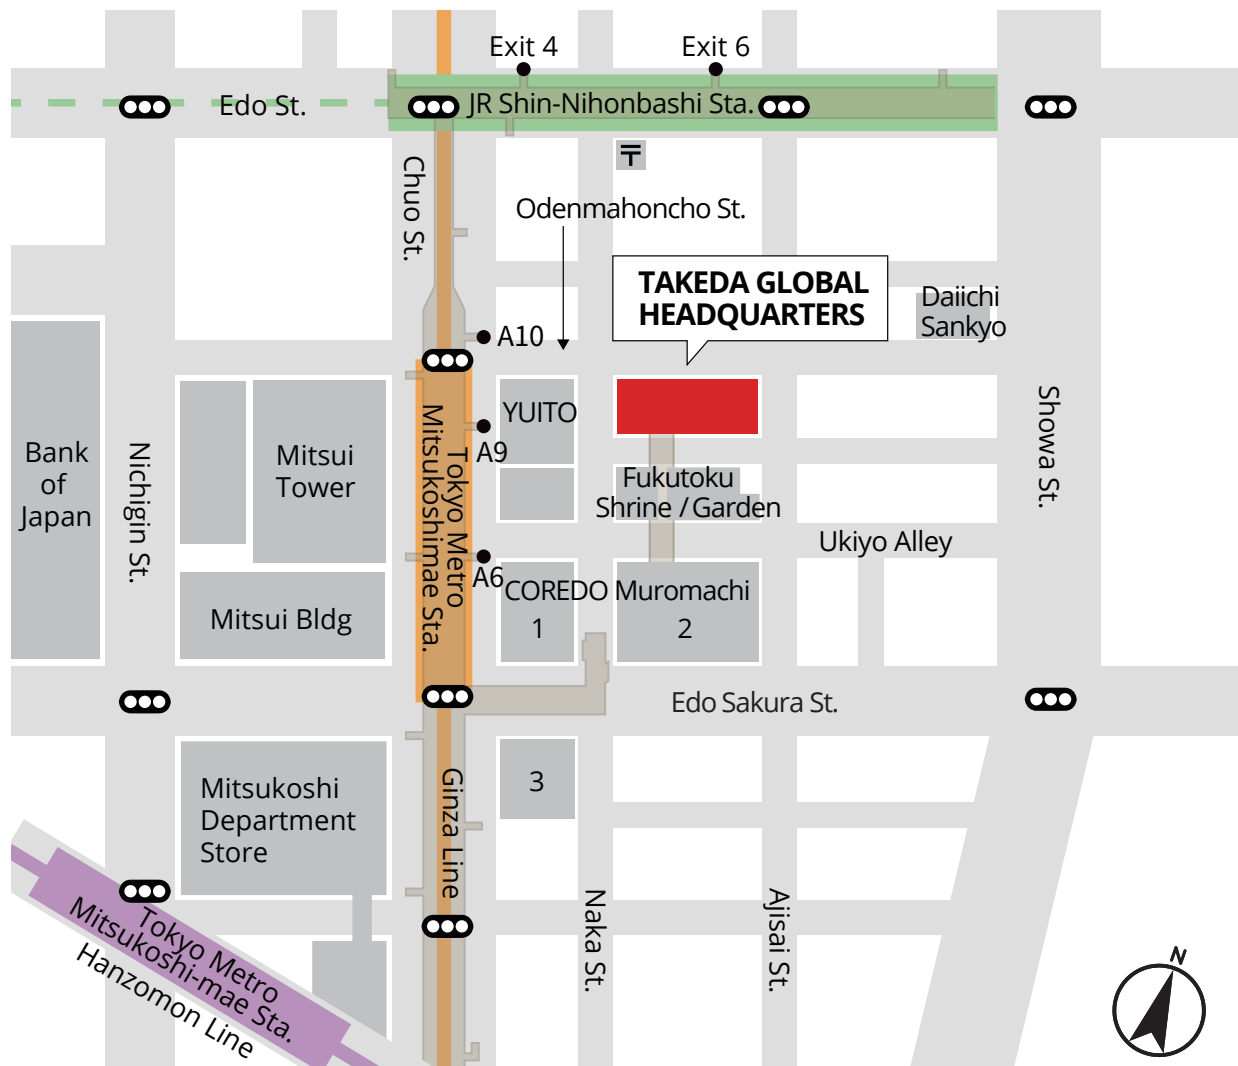 Exit 4
Exit 6
Edo St.
JR Shin-Nihonbashi Sta.
〒
Chuo St.
Odenmahoncho St.
TAKEDA GLOBAL
HEADQUARTERS
Daiichi
Sankyo
A10
YUITO
A9
Mitsui
Tower
Bank
of
Japan
Nichigin St.
Tokyo Metro
Mitsukoshimae Sta.
Showa St.
Fukutoku
Shrine / Garden
Ukiyo Alley
A6
COREDO Muromachi
1
2
Mitsui Bldg
Edo Sakura St.
Mitsukoshi
Department
Store
Ginza Line
3
Naka St.
Ajisai St.
Tokyo Metro
Mitsukoshi-mae Sta.
Hanzomon Line
N